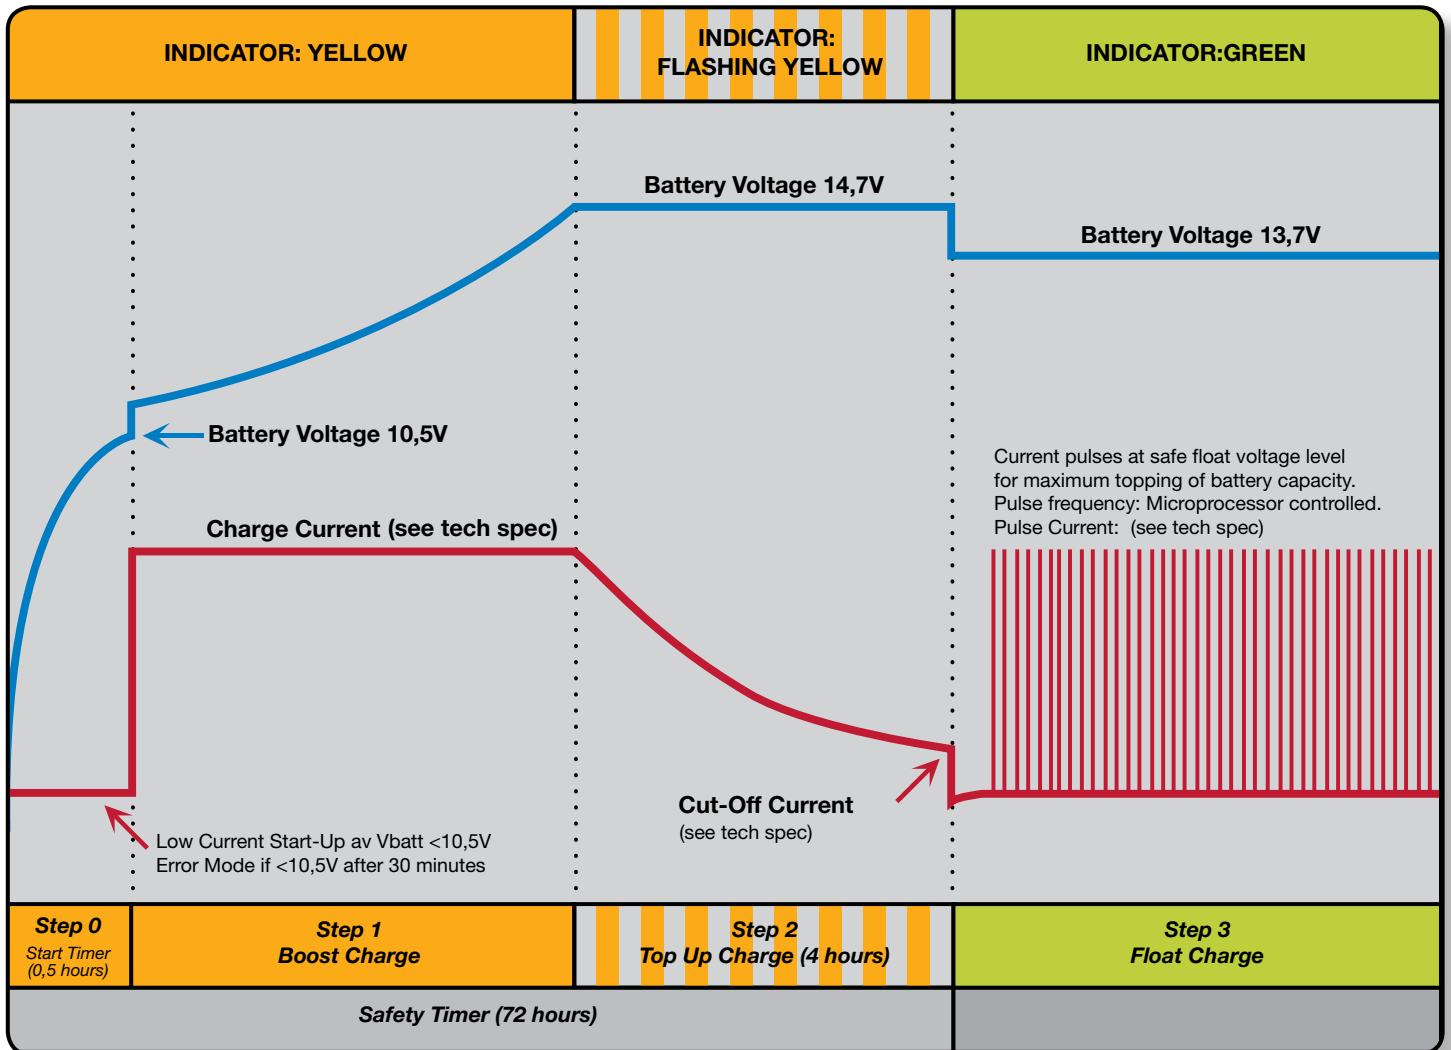 INDICATOR: YELLOW
INDICATOR:
FLASHING YELLOW
INDICATOR:GREEN
Battery Voltage 14,7V
Battery Voltage 13,7V
Battery Voltage 10,5V
Current pulses at safe float voltage level
for maximum topping of battery capacity.
Pulse frequency: Microprocessor controlled.
Pulse Current: (see tech spec)
Charge Current (see tech spec)
Cut-Off Current
(see tech spec)
Low Current Start-Up av Vbatt <10,5V
Error Mode if <10,5V after 30 minutes
Step 0
Start Timer
(0,5 hours)
Step 1
Boost Charge
Step 2
Top Up Charge (4 hours)
Step 3
Float Charge
Safety Timer (72 hours)